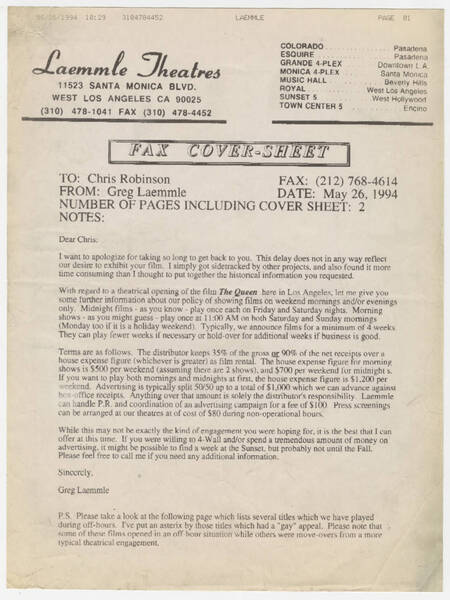 05/26/1994 10:29 3104784452 LAEMMLE PAGE 01
Laemmle Theatres
11523 SANTA MONICA BLVD.
WEST LOS ANGELES CA 90025
(310) 478-1041 FAX (310) 478-4452
COLORADO Pasadena
ESQUIRE Pasadena
GRANDE 4-PLEX Downtown L.A.
MONICA 4-PLEX Santa Monica
MUSIC HALL Beverly Hills
ROYAL West Los Angeles
SUNSET 5 West Hollywood
TOWN CENTER 5 Encino
FAX COVER-SHEET
TO: Chris Robinson FAX: (212) 768-4614
FROM: Greg Laemmle DATE: May 26, 1994
NUMBER OF PAGES INCLUDING COVER SHEET: 2
NOTES:
Dear Chris:
I want to apologize for taking so long to get back to you. This delay does not in any way reflect
our desire to exhibit your film. I simply got sidetracked by other projects, and also found it more
time consuming than I thought to put together the historical information you requested.
With regard to a theatrical opening of the film The Queen here in Los Angeles, let me give you
some further information about our policy of showing films on weekend mornings and/or evenings
only. Midnight films - as you know - play once each on Friday and Saturday nights. Morning
shows - as you might guess - play once at 11:00 AM on both Saturday and Sunday mornings
(Monday too if it is a holiday weekend). Typically, we announce films for a minimum of 4 weeks.
They can play fewer weeks if necessary or hold-over for additional weeks if business is good.
Terms are as follows. The distributor keeps 35% of the gross or 90% of the net receipts over a
house expense figure (whichever is greater) as film rental. The house expense figure for morning
shows is $500 per weekend (assuming there are 2 shows), and $700 per weekend for midnight s.
If you want to play both mornings and midnights at first, the house expense figure is $1,200 per
weekend. Advertising is typically split 50/50 up to a total of $1,000 which we can advance against
box-office receipts. Anything over that amount is solely the distributor's responsibility. Laemmle
can handle P.R. and coordination of an advertising campaign for a fee of $100. Press screenings
can be arranged at our theatres at of cost of $80 during non-operational hours.
While this may not be exactly the kind of engagement you were hoping for, it is the best that I can
offer at this time. If you were willing to 4-Wall and/or spend a tremendous amount of money on
advertising, it might be possible to find a week at the Sunset, but probably not until the Fall.
Please feel free to call me if you need any additional information.
Sincerely,
Greg Laemmle
P.S. Please take a look at the following page which lists several titles which we have played
during off-hours. I've put an asterix by those titles which had a "gay" appeal. Please note that
some of these films opened in an off-hour situation while others were move-overs from a more
typical theatrical engagement.